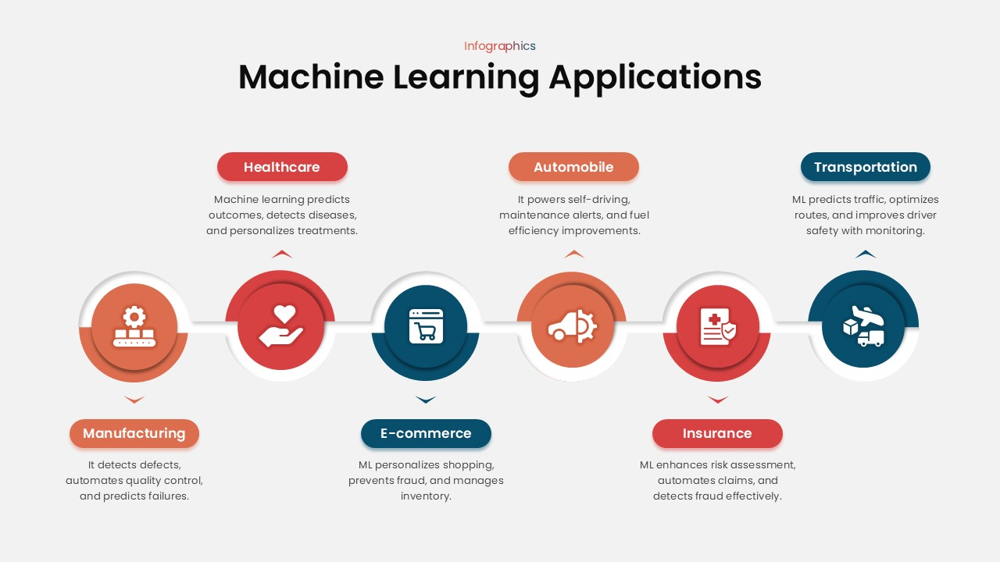 Infographics
Machine Learning Applications
Healthcare
Machine learning predicts
outcomes, detects diseases,
and personalizes treatments.
Automobile
It powers self-driving,
maintenance alerts, and fuel
efficiency improvements.
Transportation
ML predicts traffic, optimizes
routes, and improves driver
safety with monitoring.
Manufacturing
It detects defects,
automates quality control,
and predicts failures.
E-commerce
ML personalizes shopping,
prevents fraud, and manages
inventory.
Insurance
ML enhances risk assessment,
automates claims, and
detects fraud effectively.